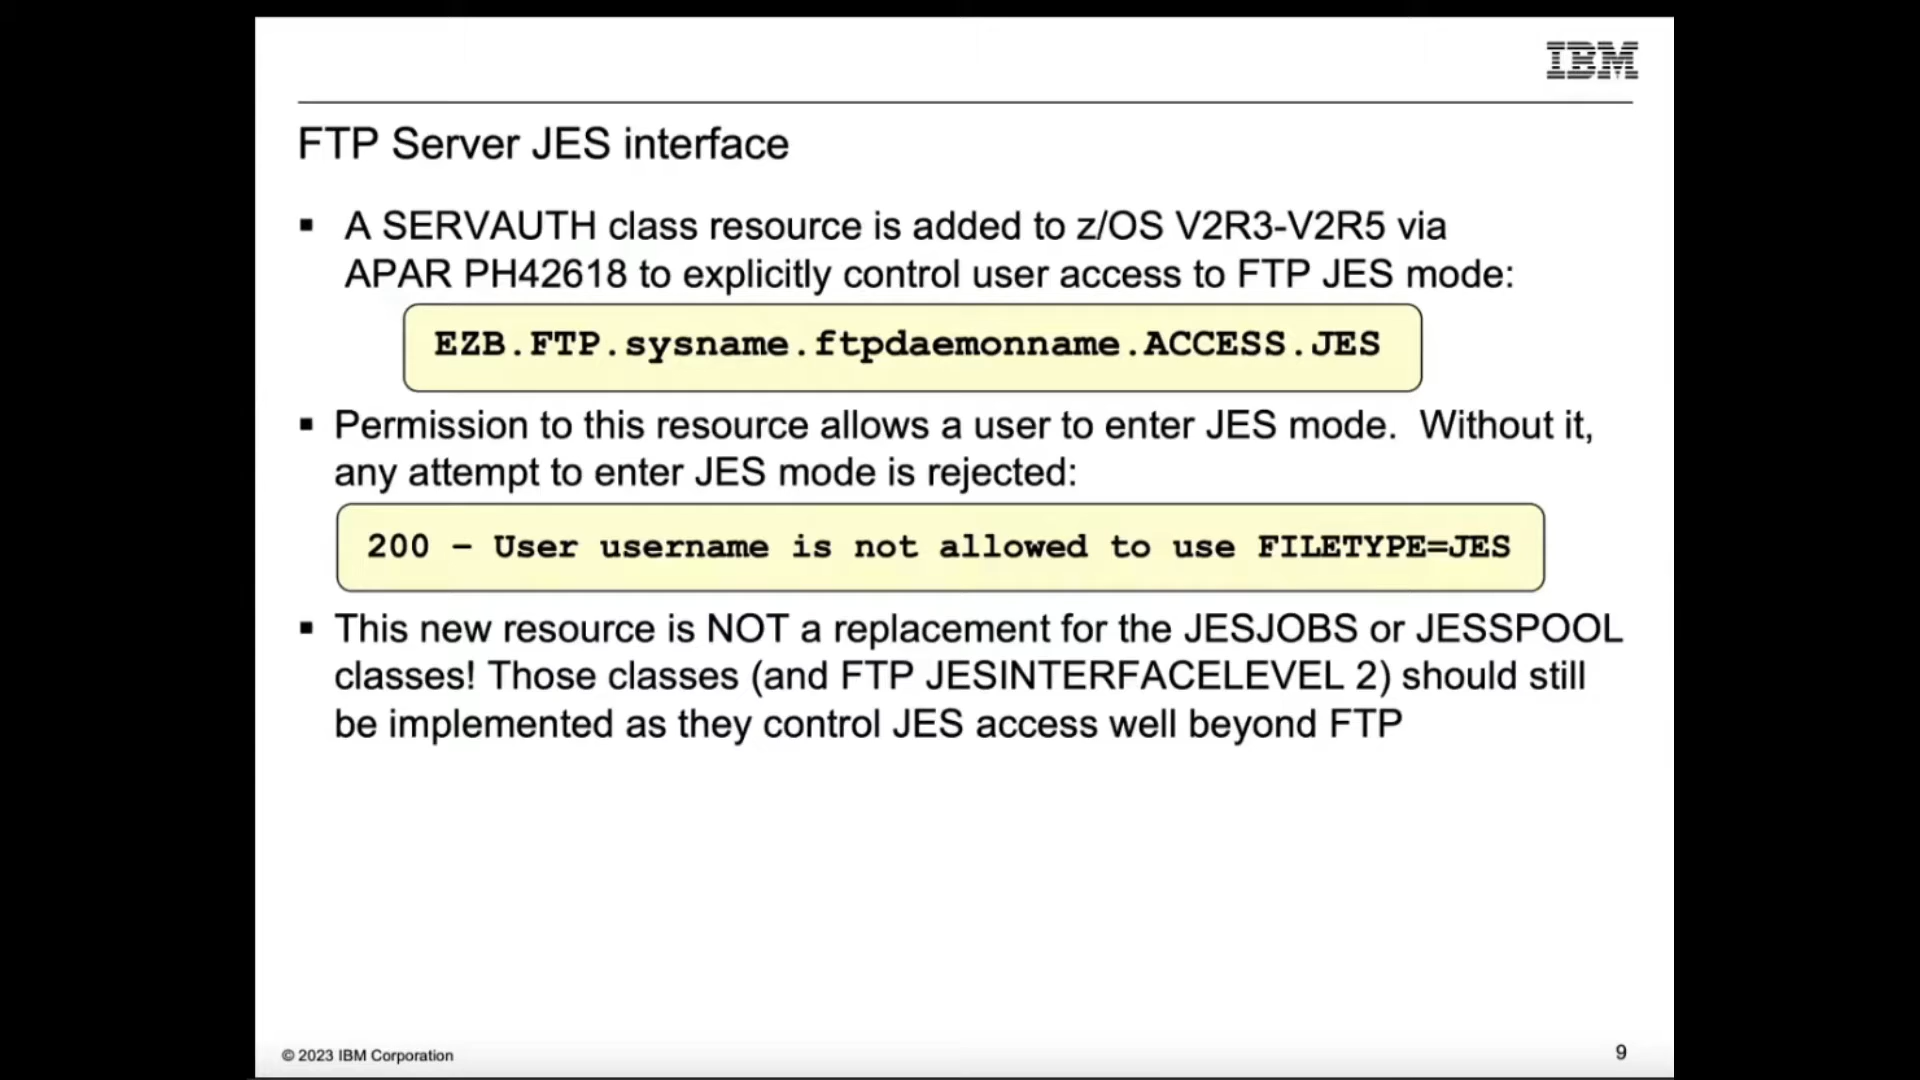 IBM
FTP Server JES interface
▪ A SERVAUTH class resource is added to z/OS V2R3-V2R5 via
APAR PH42618 to explicitly control user access to FTP JES mode:
EZB.FTP.sysname.ftpdaemonname.ACCESS.JES
▪ Permission to this resource allows a user to enter JES mode.  Without it,
any attempt to enter JES mode is rejected:
200 – User username is not allowed to use FILETYPE=JES
▪ This new resource is NOT a replacement for the JESJOBS or JESSPOOL
classes! Those classes (and FTP JESINTERFACELEVEL 2) should still
be implemented as they control JES access well beyond FTP
© 2023 IBM Corporation
9